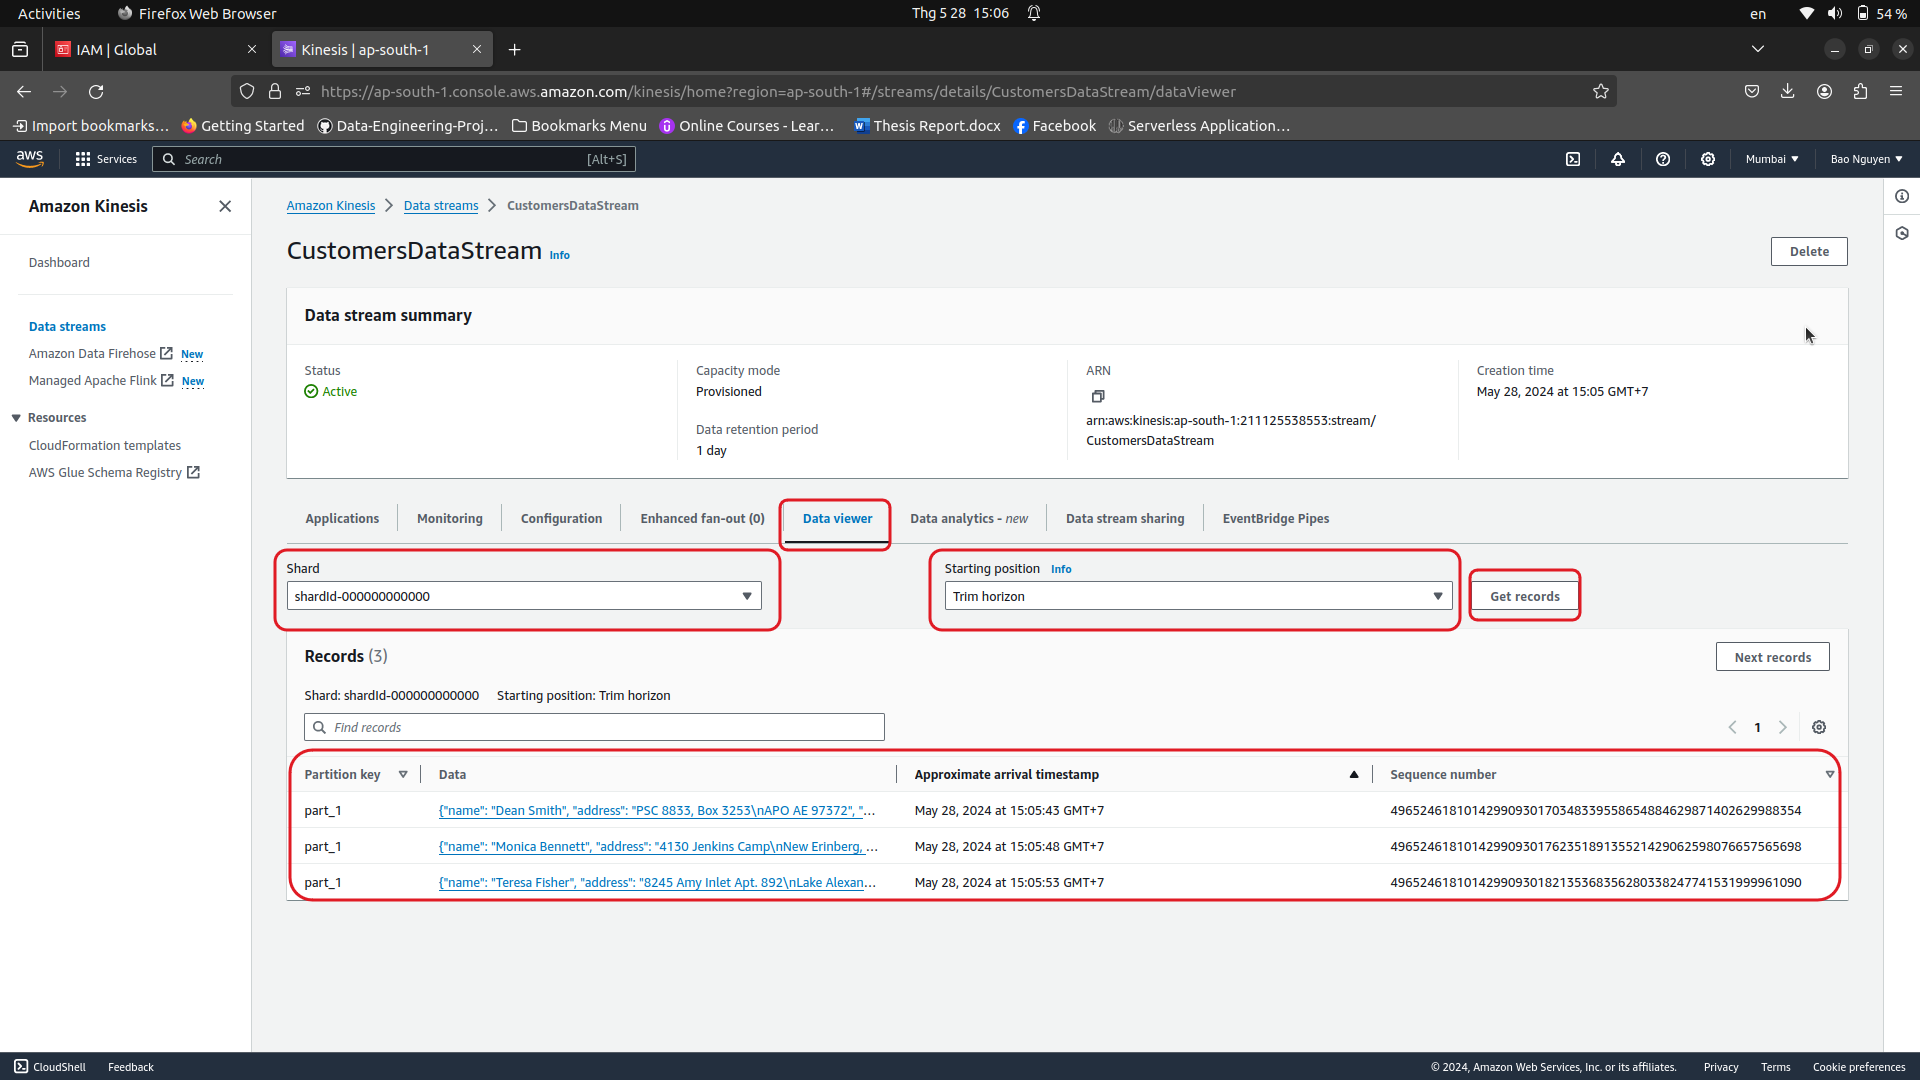 Activities
Firefox Web Browser
Thg 5 28 15:06
en
54 %
IAM | Global
Kinesis | ap-south-1
https://ap-south-1.console.aws.amazon.com/kinesis/home?region=ap-south-1#/streams/details/CustomersDataStream/dataViewer
Import bookmarks...
Getting Started
Data-Engineering-Proj...
Bookmarks Menu
Online Courses - Lear...
Thesis Report.docx
Facebook
Serverless Application...
aws
Services
Search
[Alt+S]
Mumbai
Bao Nguyen
Amazon Kinesis
Dashboard
Data streams
Amazon Data Firehose New
Managed Apache Flink New
Resources
CloudFormation templates
AWS Glue Schema Registry
Amazon Kinesis
Data streams
CustomersDataStream
CustomersDataStream Info
Delete
Data stream summary
Status
Active
Capacity mode
Provisioned
Data retention period
1 day
ARN
arn:aws:kinesis:ap-south-1:211125538553:stream/
CustomersDataStream
Creation time
May 28, 2024 at 15:05 GMT+7
Applications
Monitoring
Configuration
Enhanced fan-out (0)
Data viewer
Data analytics - new
Data stream sharing
EventBridge Pipes
Shard
shardId-000000000000
Starting position Info
Trim horizon
Get records
Records (3)
Next records
Shard: shardId-000000000000 Starting position: Trim horizon
Find records
1
Partition key
Data
Approximate arrival timestamp
Sequence number
part_1 {"name": "Dean Smith", "address": "PSC 8833, Box 3253\nAPO AE 97372", "... May 28, 2024 at 15:05:43 GMT+7 49652461810142990930170348339558654884629871402629988354
part_1 {"name": "Monica Bennett", "address": "4130 Jenkins Camp\nNew Erinberg, ... May 28, 2024 at 15:05:48 GMT+7 49652461810142990930176235189135521429062598076657565698
part_1 {"name": "Teresa Fisher", "address": "8245 Amy Inlet Apt. 892\nLake Alexan... May 28, 2024 at 15:05:53 GMT+7 49652461810142990930182135368356280338247741531999961090
CloudShell
Feedback
© 2024, Amazon Web Services, Inc. or its affiliates.
Privacy
Terms
Cookie preferences